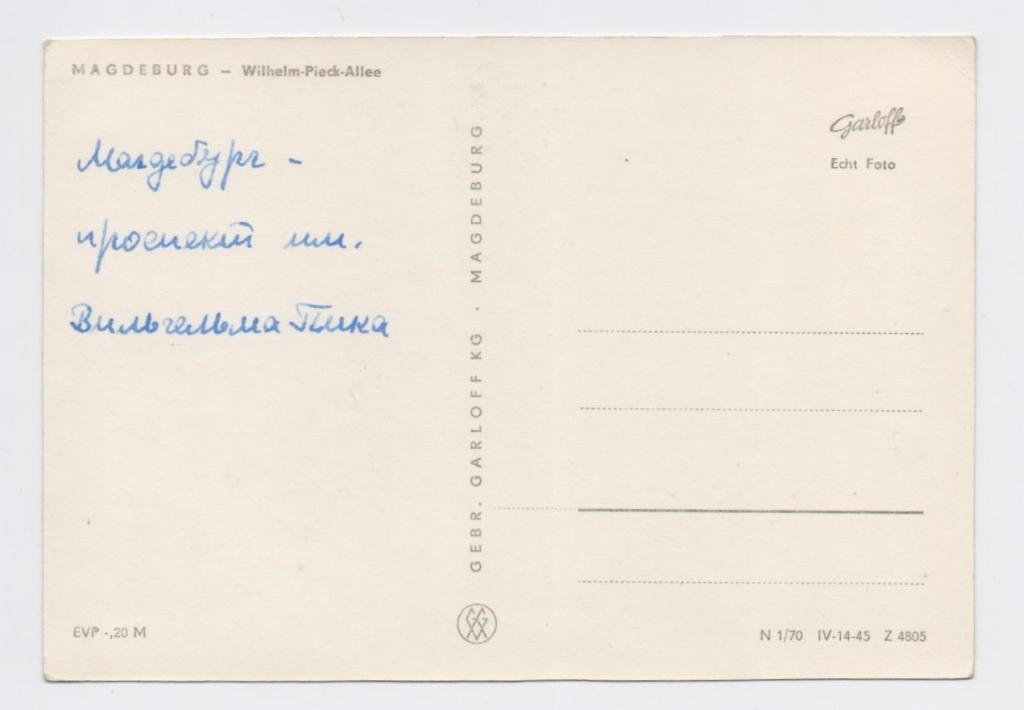 MAGDEBURG – Wilhelm-Pieck-Allee
Магдебург –
проспект им.
Вильгельма Пика
EVP -,20 M
GEBR. GARLOFF KG · MAGDEBURG
Garloff
Echt Foto
N 1/70 IV-14-45 Z 4805